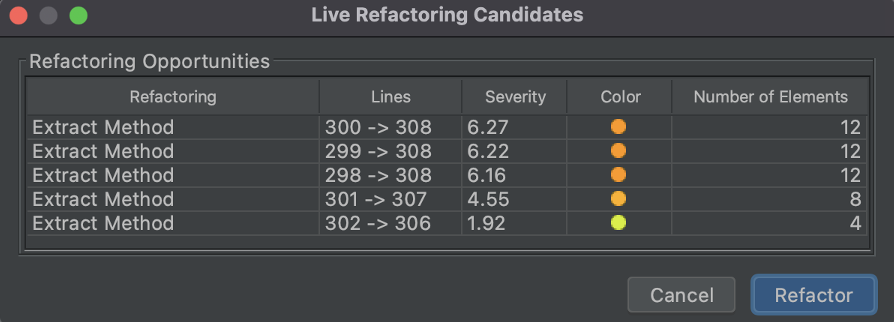 Live Refactoring Candidates
Refactoring Opportunities
Refactoring Lines Severity Color Number of Elements
Extract Method 300 -> 308 6.27 12
Extract Method 299 -> 308 6.22 12
Extract Method 298 -> 308 6.16 12
Extract Method 301 -> 307 4.55 8
Extract Method 302 -> 306 1.92 4
Cancel Refactor